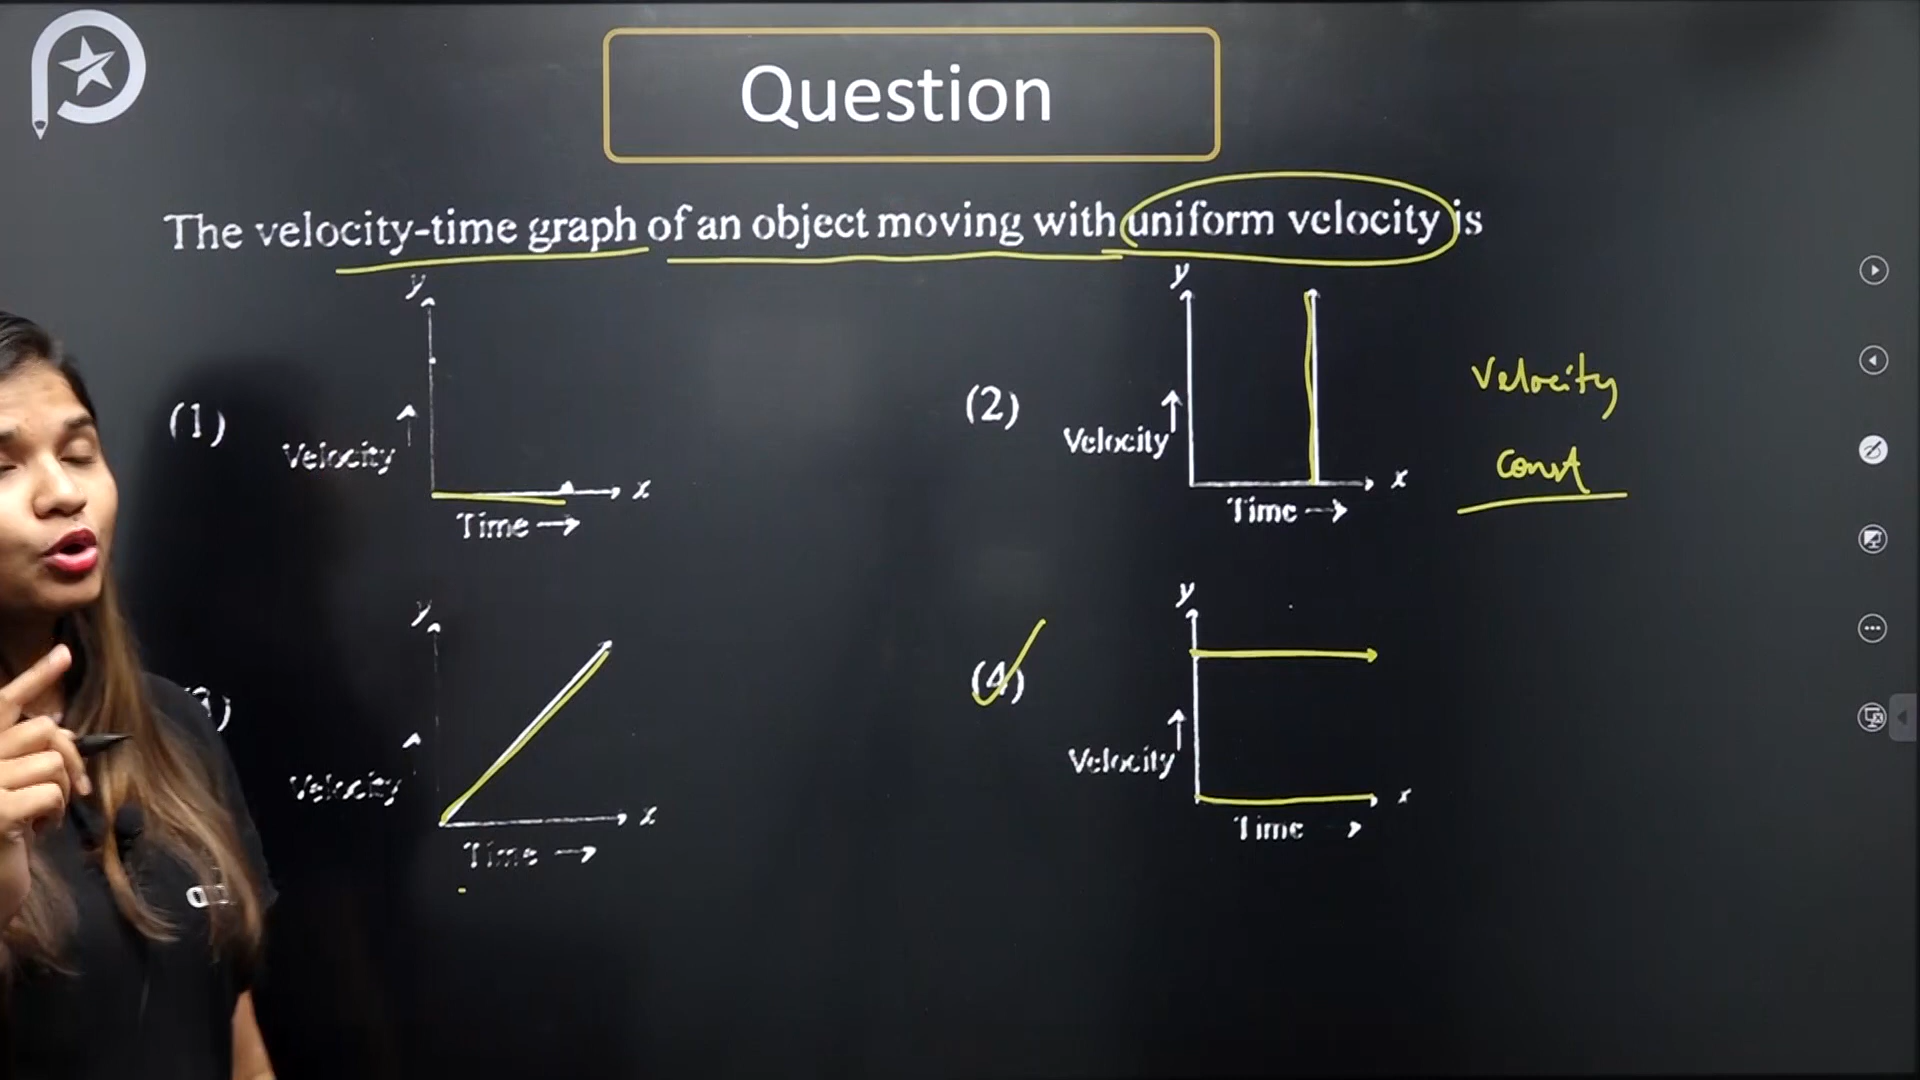 Question
The velocity-time graph of an object moving with uniform velocity is
(1)
y
Velocity
x
Time
(2)
y
Velocity
x
Time
Velocity
const
y
Velocity
x
Time
(4)
y
Velocity
x
Time